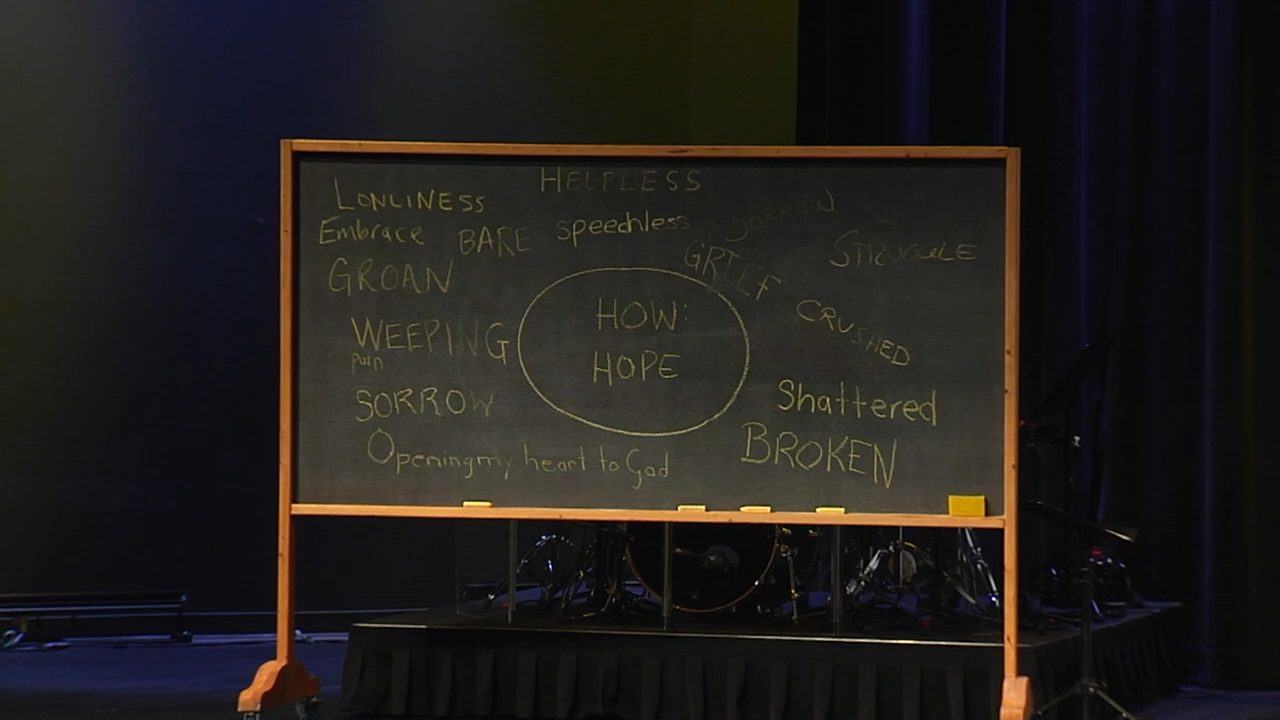 HELPLESS
LONLINESS
Embrace
BARE
speechless
SORROW
GRIEF
STRUGGLE
GROAN
HOW:
HOPE
CRUSHED
WEEPING
Pain
SORROW
Shattered
Opening my heart to God
BROKEN